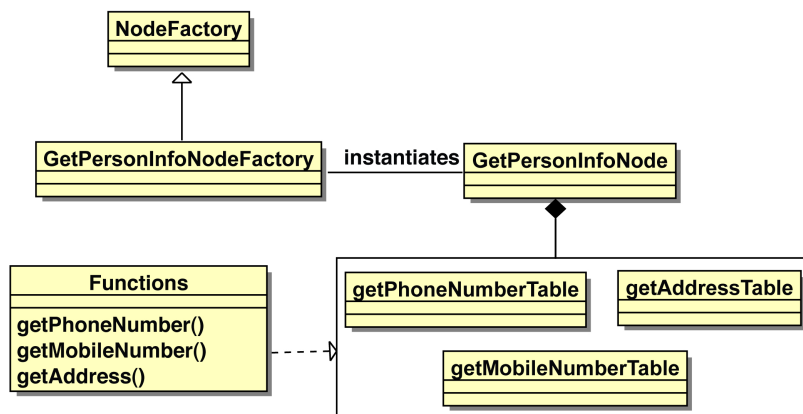 NodeFactory
GetPersonInfoNodeFactory
instantiates
GetPersonInfoNode
Functions
getPhoneNumber()
getMobileNumber()
getAddress()
getPhoneNumberTable
getAddressTable
getMobileNumberTable